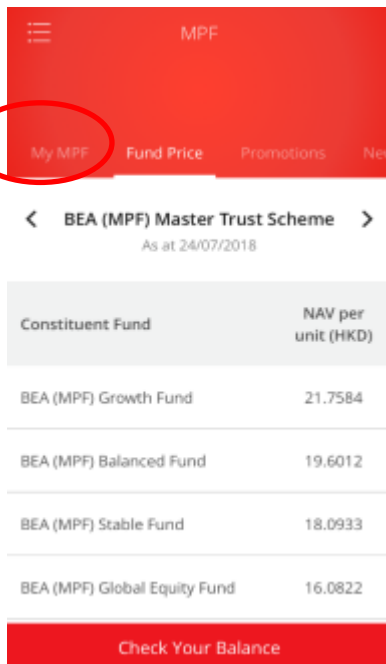 MPF
My MPF Fund Price Promotions
BEA (MPF) Master Trust Scheme
As at 24/07/2018
Constituent Fund NAV per
unit (HKD)
BEA (MPF) Growth Fund 21.7584
BEA (MPF) Balanced Fund 19.6012
BEA (MPF) Stable Fund 18.0933
BEA (MPF) Global Equity Fund 16.0822
Check Your Balance